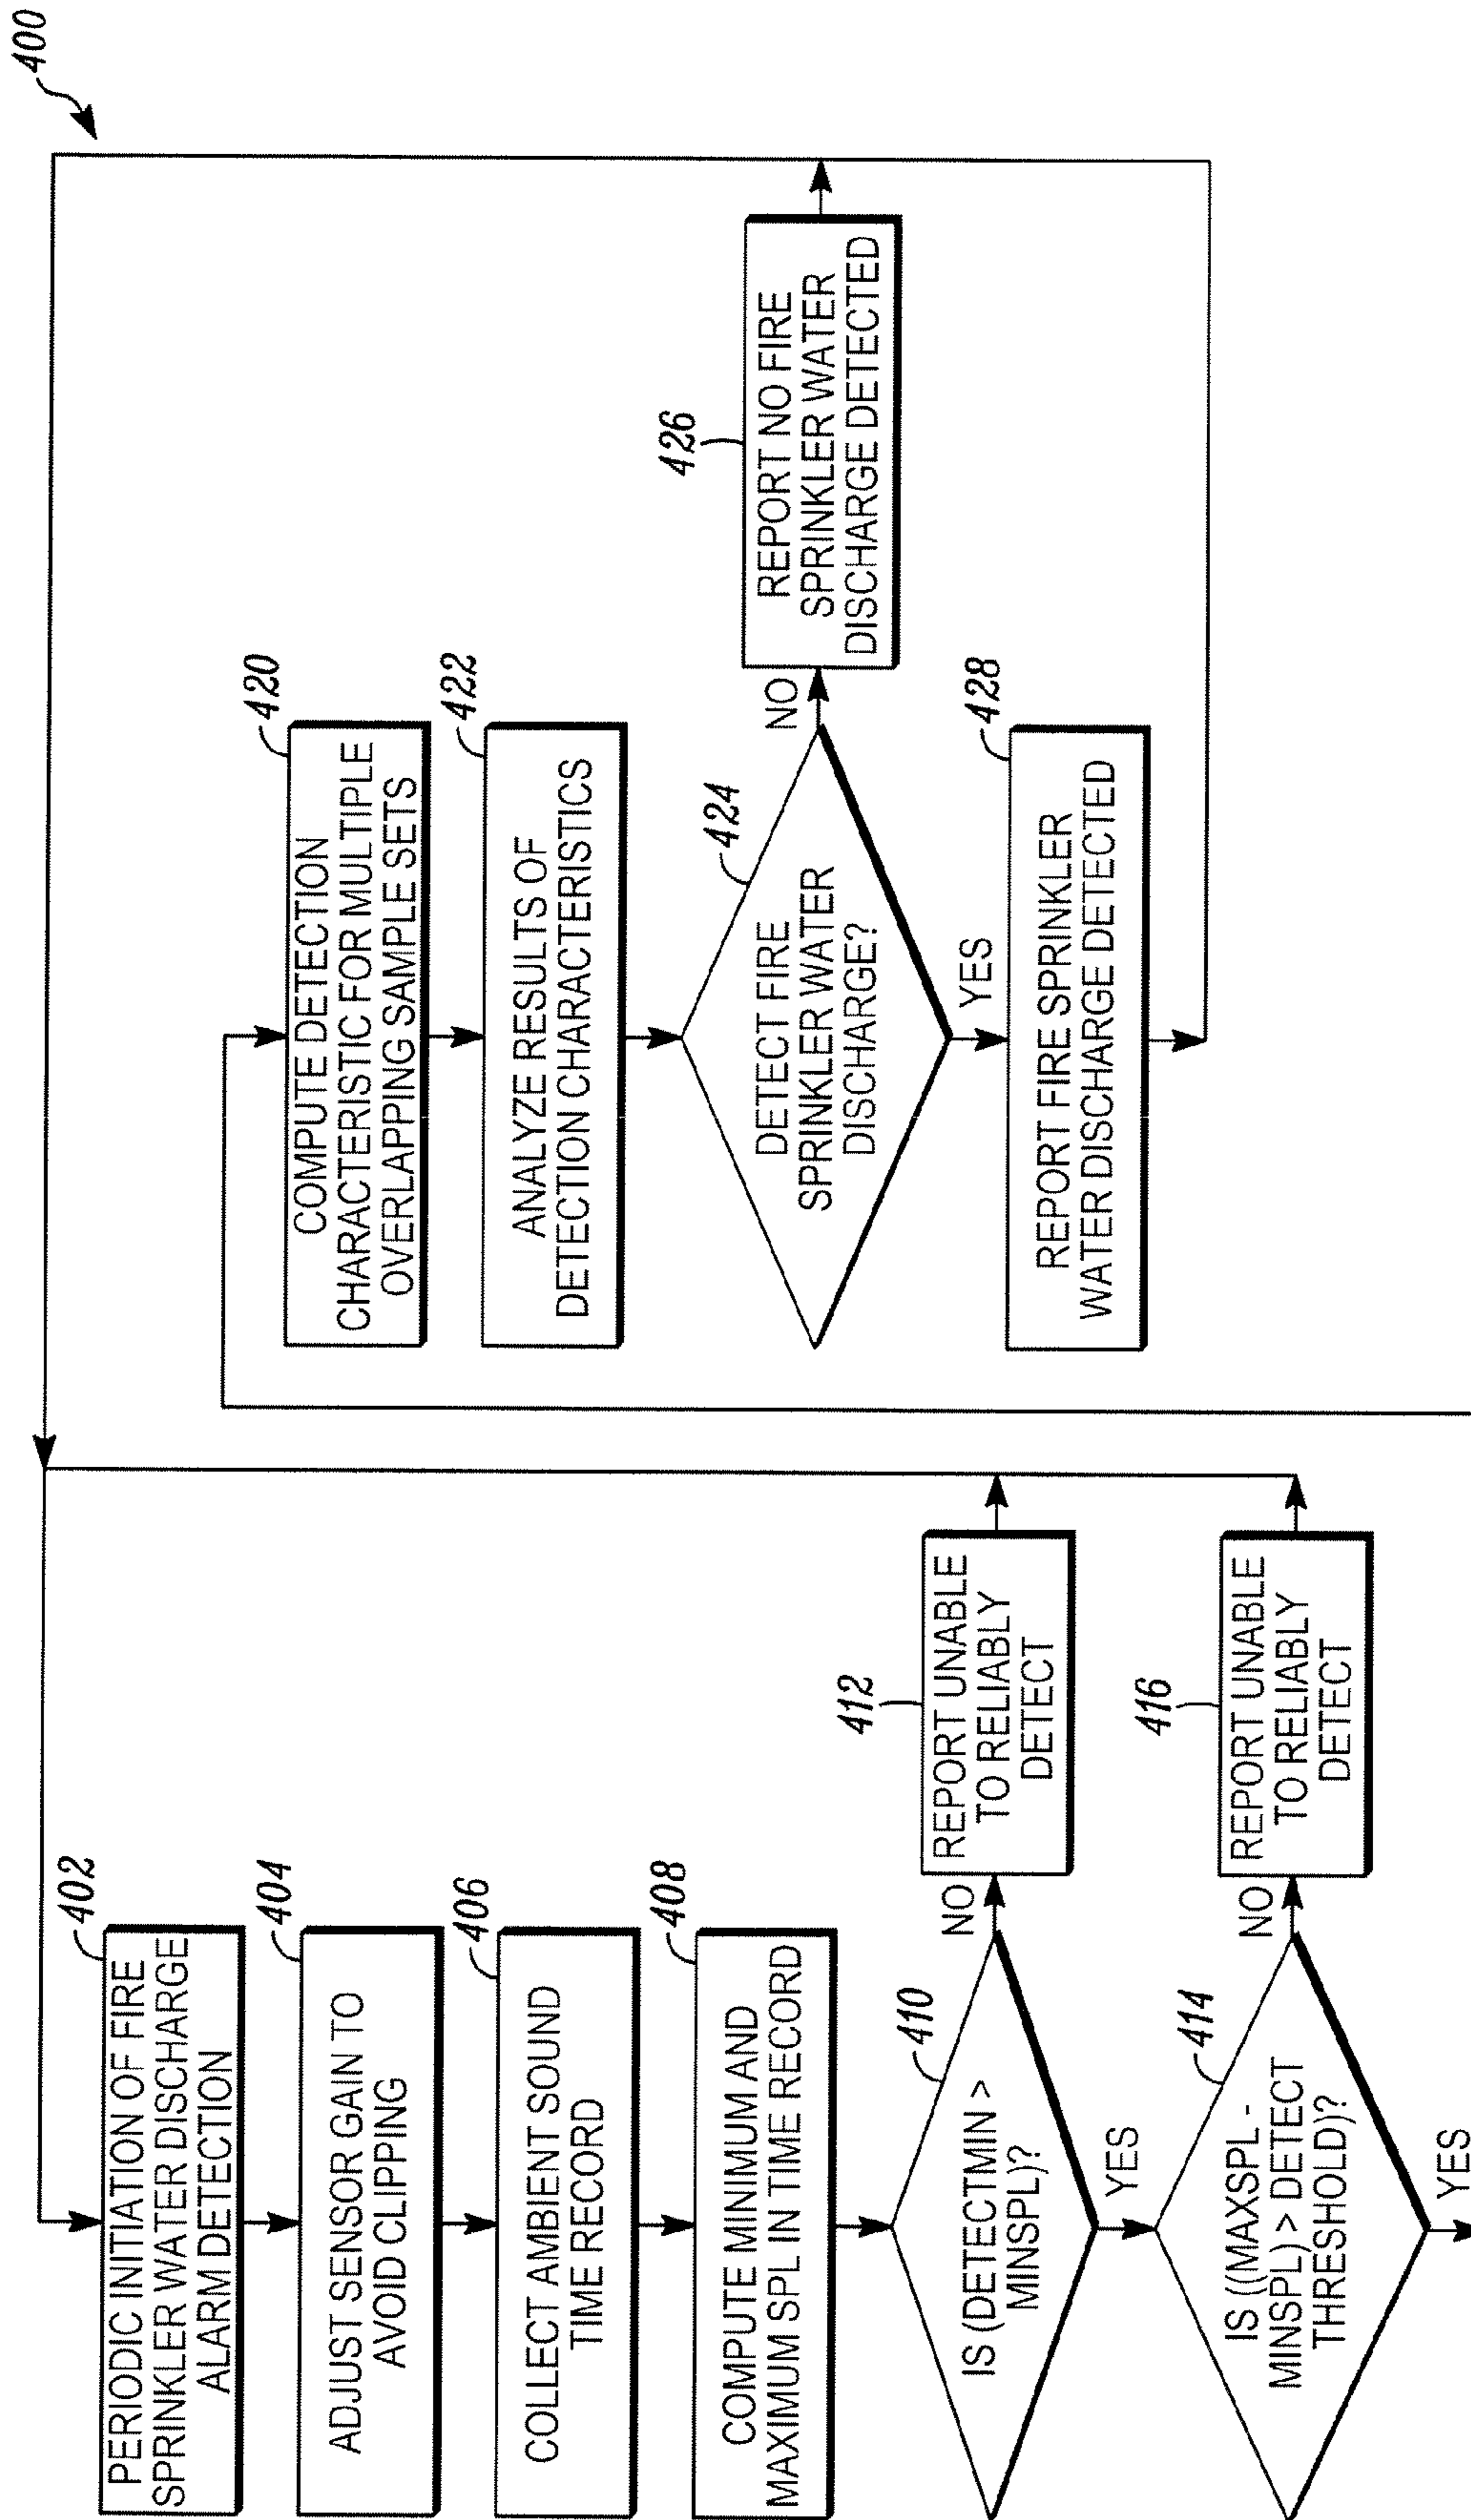 400
402
PERIODIC INITIATION OF FIRE
SPRINKLER WATER DISCHARGE
ALARM DETECTION
404
ADJUST SENSOR GAIN TO
AVOID CLIPPING
406
COLLECT AMBIENT SOUND
TIME RECORD
408
COMPUTE MINIMUM AND
MAXIMUM SPL IN TIME RECORD
410
IS (DETECTMIN >
MINSPL)?
NO
412
REPORT UNABLE
TO RELIABLY
DETECT
YES
414
IS ((MAXSPL -
MINSPL) > DETECT
THRESHOLD)?
NO
416
REPORT UNABLE
TO RELIABLY
DETECT
YES
420
COMPUTE DETECTION
CHARACTERISTIC FOR MULTIPLE
OVERLAPPING SAMPLE SETS
422
ANALYZE RESULTS OF
DETECTION CHARACTERISTICS
424
DETECT FIRE
SPRINKLER WATER
DISCHARGE?
NO
426
REPORT NO FIRE
SPRINKLER WATER
DISCHARGE DETECTED
YES
428
REPORT FIRE SPRINKLER
WATER DISCHARGE DETECTED